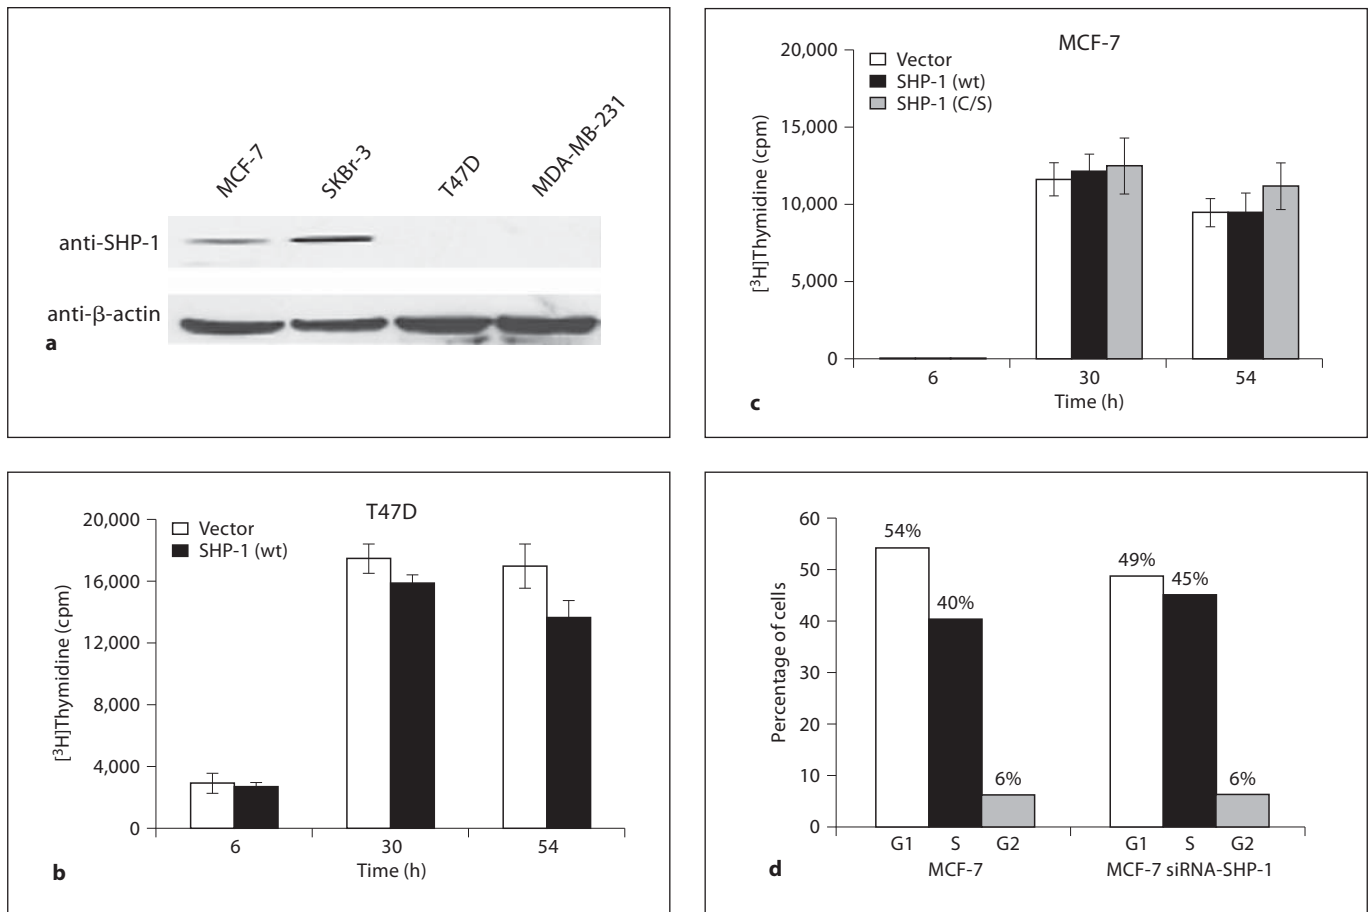 MCF-7
SKBr-3
T47D
MDA-MB-231
anti-SHP-1
anti-β-actin
a
MCF-7
20,000
15,000
10,000
5,000
0
[³H]Thymidine (cpm)
Vector
SHP-1 (wt)
SHP-1 (C/S)
6 30 54
Time (h)
c
T47D
20,000
16,000
12,000
8,000
4,000
0
[³H]Thymidine (cpm)
Vector
SHP-1 (wt)
6 30 54
Time (h)
b
60
50
40
30
20
10
0
Percentage of cells
54%
40%
6%
49%
45%
6%
G1 S G2 G1 S G2
MCF-7 MCF-7 siRNA-SHP-1
d